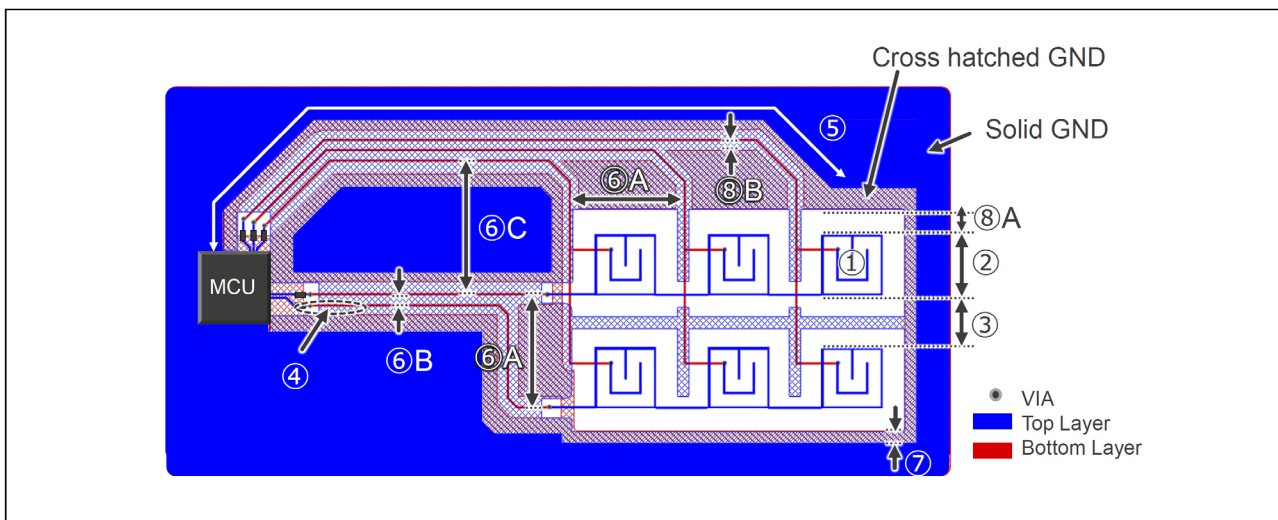 Cross hatched GND
⑤
Solid GND
⑥A
⑧B
⑧A
⑥C
①
②
MCU
③
④
⑥B
⑥A
VIA
Top Layer
Bottom Layer
⑦